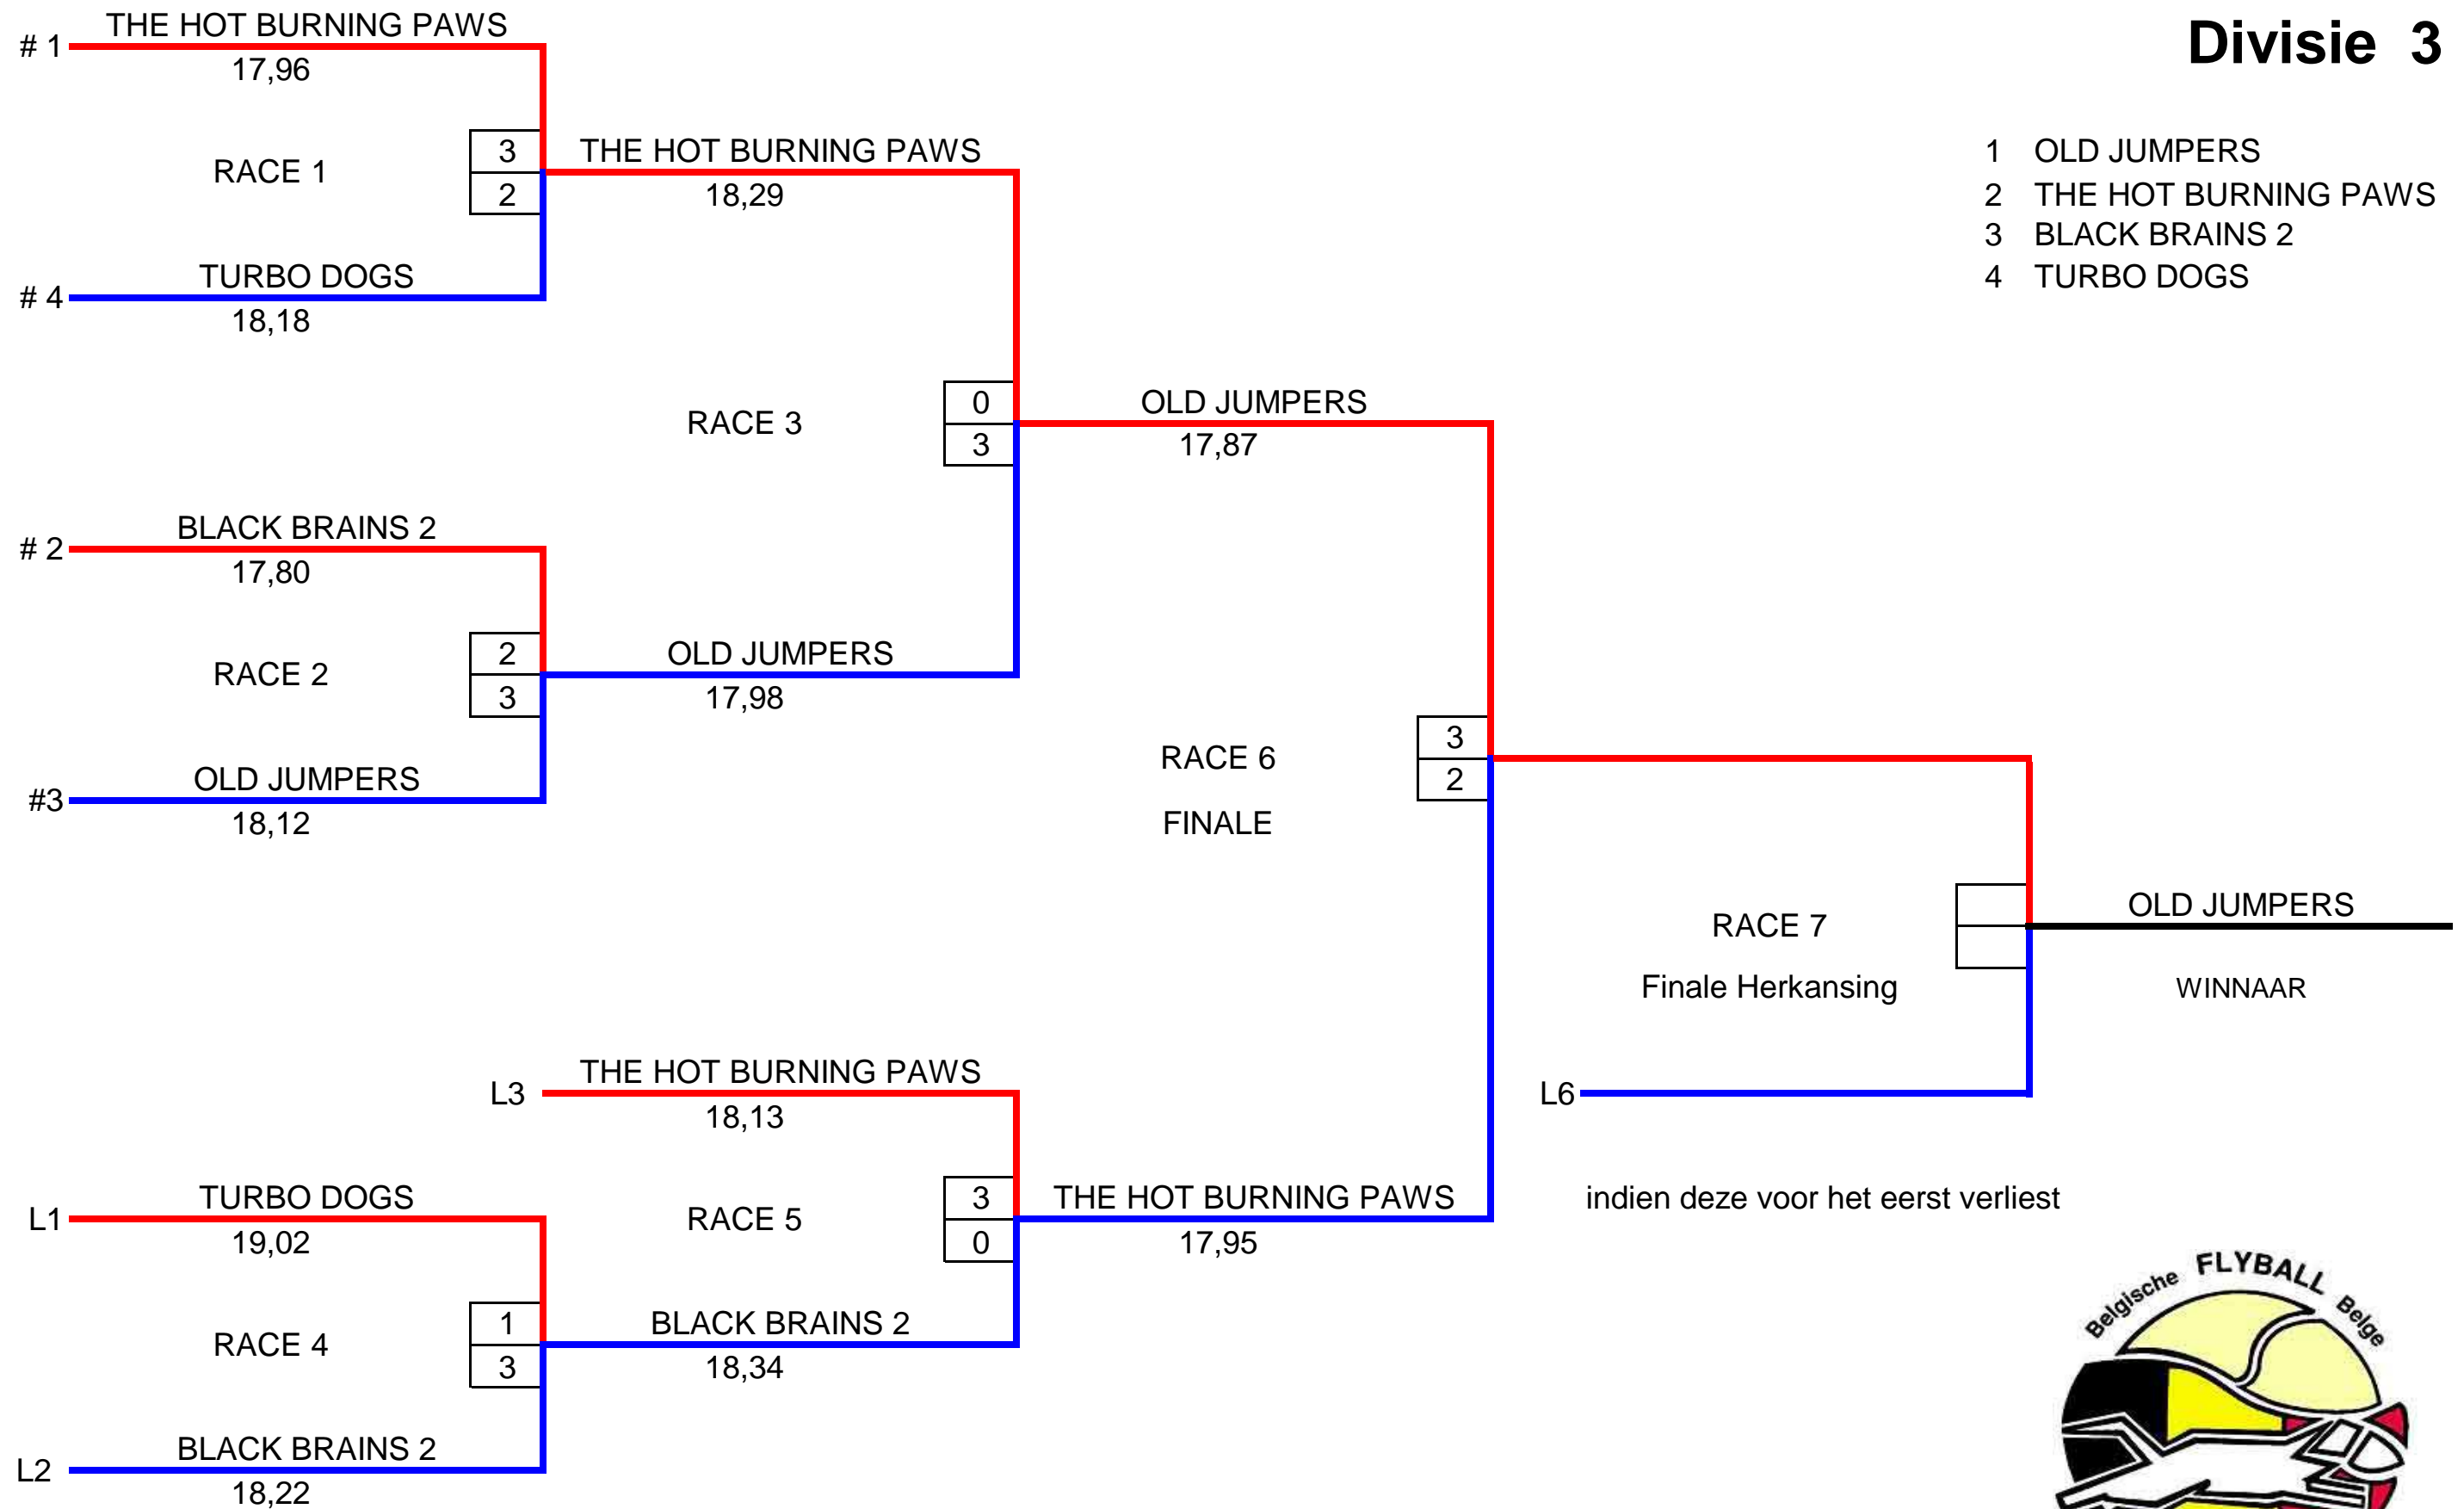 THE HOT BURNING PAWS
Divisie 3
# 1
17,96
3
THE HOT BURNING PAWS
1 OLD JUMPERS
RACE 1
2
18,29
2 THE HOT BURNING PAWS
3 BLACK BRAINS 2
TURBO DOGS
4 TURBO DOGS
# 4
18,18
0
OLD JUMPERS
RACE 3
3
17,87
BLACK BRAINS 2
# 2
17,80
2
OLD JUMPERS
RACE 2
3
17,98
3
RACE 6
2
OLD JUMPERS
#3
18,12
FINALE
OLD JUMPERS
RACE 7
Finale Herkansing
WINNAAR
THE HOT BURNING PAWS
L3
L6
18,13
TURBO DOGS
3
THE HOT BURNING PAWS
indien deze voor het eerst verliest
L1
RACE 5
19,02
0
17,95
1
BLACK BRAINS 2
RACE 4
3
18,34
BLACK BRAINS 2
L2
18,22
Belgische FLYBALL Belge